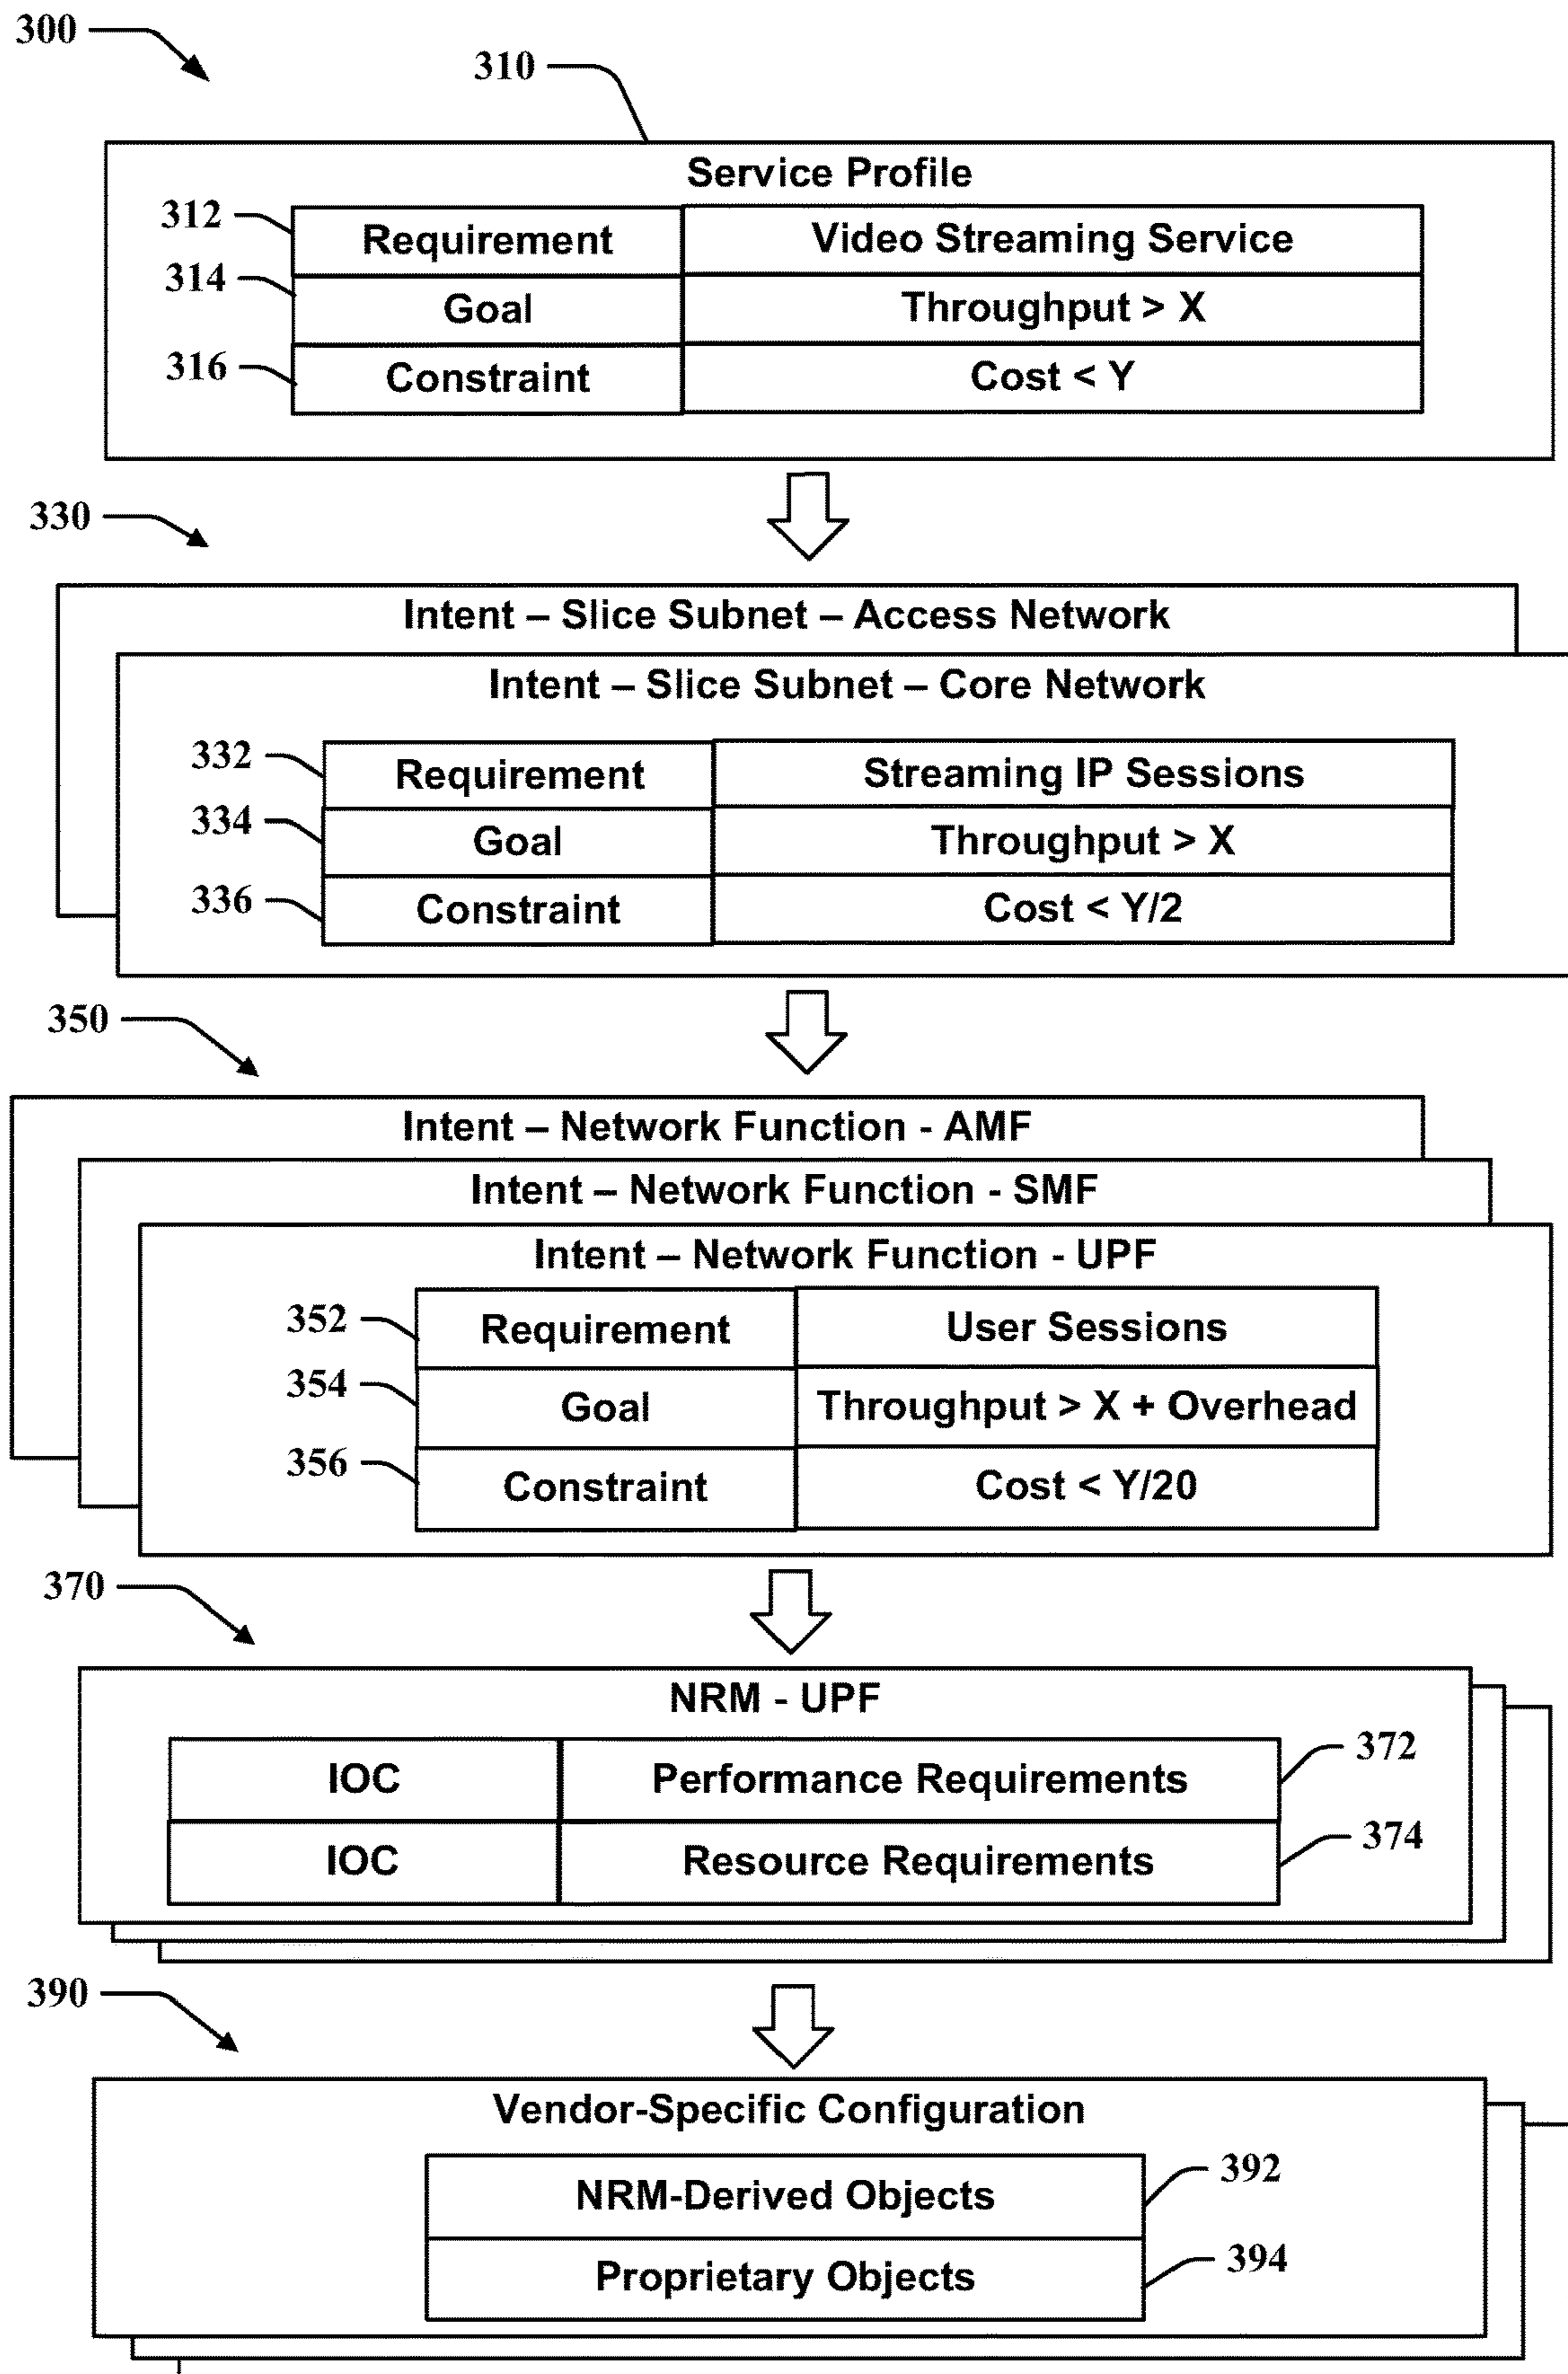 300
310
Service Profile
312 Requirement Video Streaming Service
314 Goal Throughput > X
316 Constraint Cost < Y
330
Intent – Slice Subnet – Access Network
Intent – Slice Subnet – Core Network
332 Requirement Streaming IP Sessions
334 Goal Throughput > X
336 Constraint Cost < Y/2
350
Intent – Network Function - AMF
Intent – Network Function - SMF
Intent – Network Function - UPF
352 Requirement User Sessions
354 Goal Throughput > X + Overhead
356 Constraint Cost < Y/20
370
NRM - UPF
IOC Performance Requirements 372
IOC Resource Requirements 374
390
Vendor-Specific Configuration
NRM-Derived Objects 392
Proprietary Objects 394